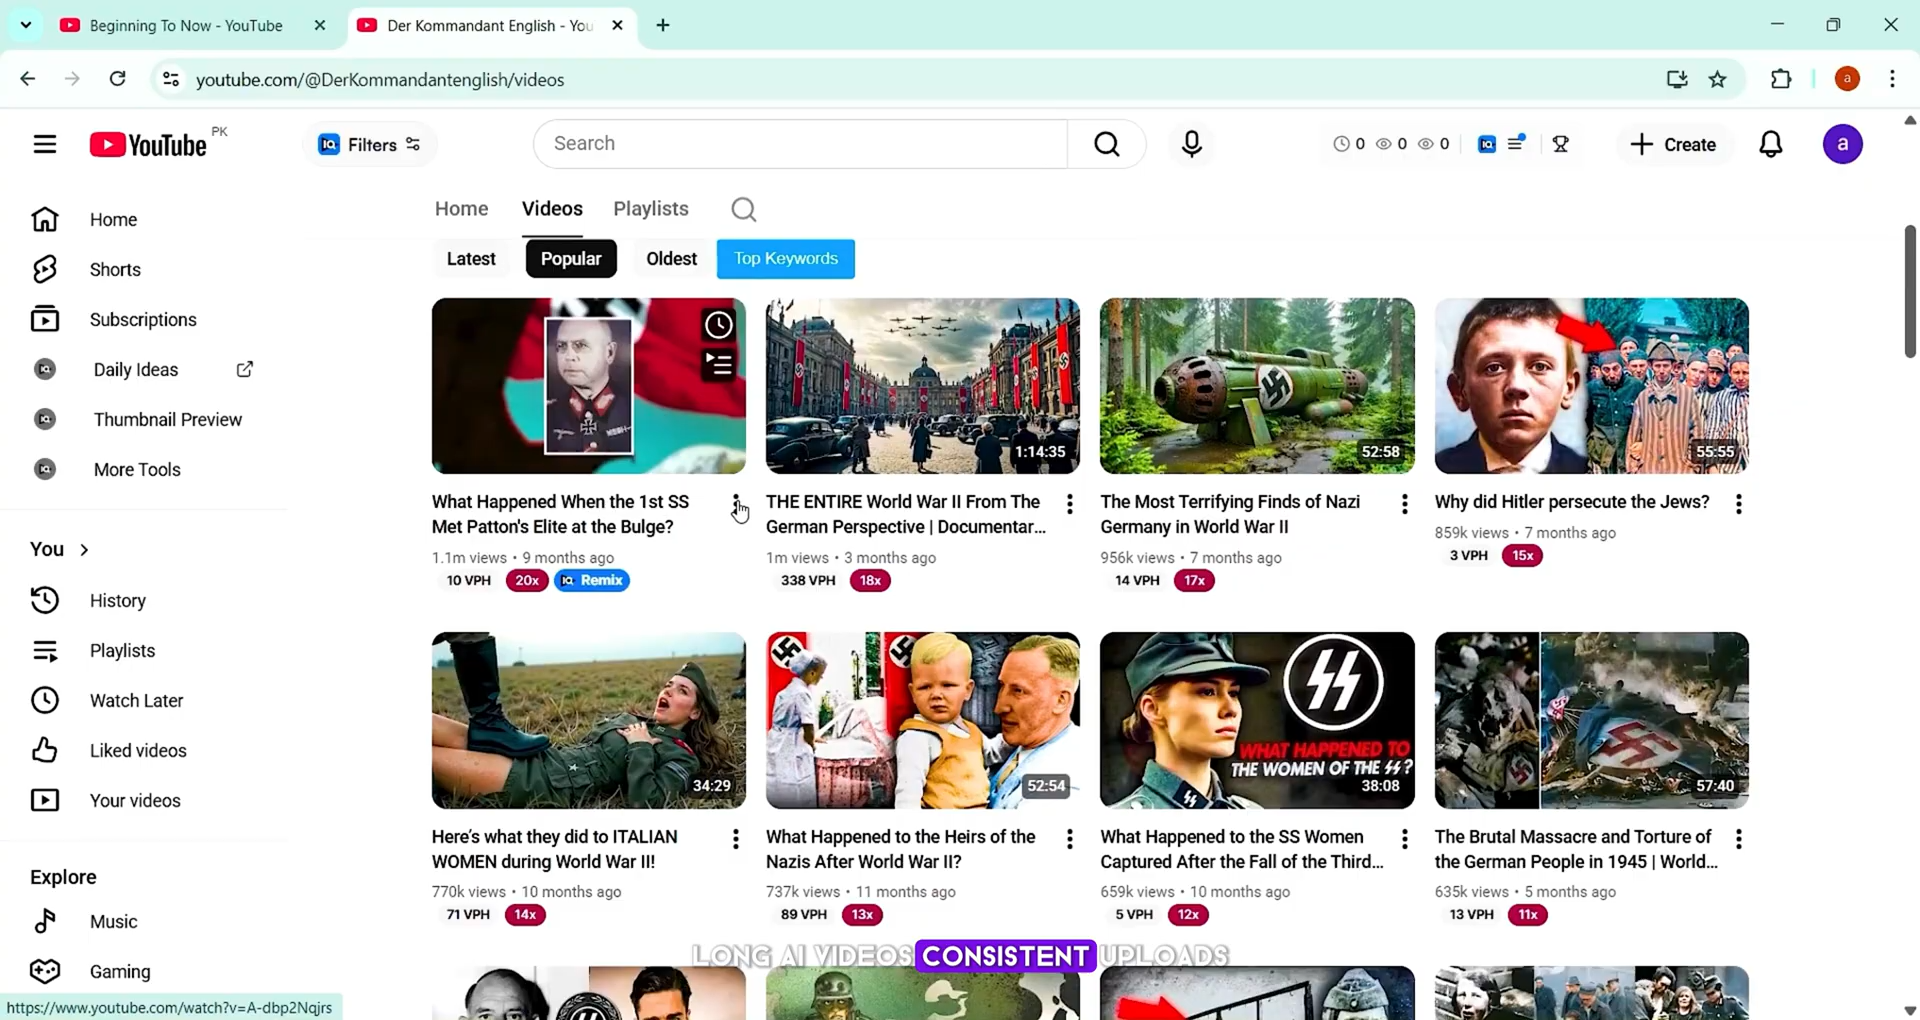 Beginning To Now - YouTube
Der Kommandant English - You
youtube.com/@DerKommandantenglish/videos
a
YouTube
PK
Filters
Search
0
0
0
Create
a
Home
Shorts
Subscriptions
Daily Ideas
Thumbnail Preview
More Tools
You
History
Playlists
Watch Later
Liked videos
Your videos
Explore
Music
Gaming
https://www.youtube.com/watch?v=A-dbp2Nqjrs
Home Videos Playlists
Latest Popular Oldest Top Keywords
What Happened When the 1st SS
Met Patton's Elite at the Bulge?
1.1m views • 9 months ago
10 VPH 20x Remix
1:14:35
THE ENTIRE World War II From The
German Perspective | Documentar...
1m views • 3 months ago
338 VPH 18x
52:58
The Most Terrifying Finds of Nazi
Germany in World War II
956k views • 7 months ago
14 VPH 17x
55:55
Why did Hitler persecute the Jews?
859k views • 7 months ago
3 VPH 15x
34:29
Here's what they did to ITALIAN
WOMEN during World War II!
770k views • 10 months ago
71 VPH 14x
52:54
What Happened to the Heirs of the
Nazis After World War II?
737k views • 11 months ago
89 VPH 13x
WHAT HAPPENED TO
THE WOMEN OF THE ϟϟ?
38:08
What Happened to the SS Women
Captured After the Fall of the Third...
659k views • 10 months ago
5 VPH 12x
57:40
The Brutal Massacre and Torture of
the German People in 1945 | World...
635k views • 5 months ago
13 VPH 11x
LONG AI VIDEOS CONSISTENT UPLOADS